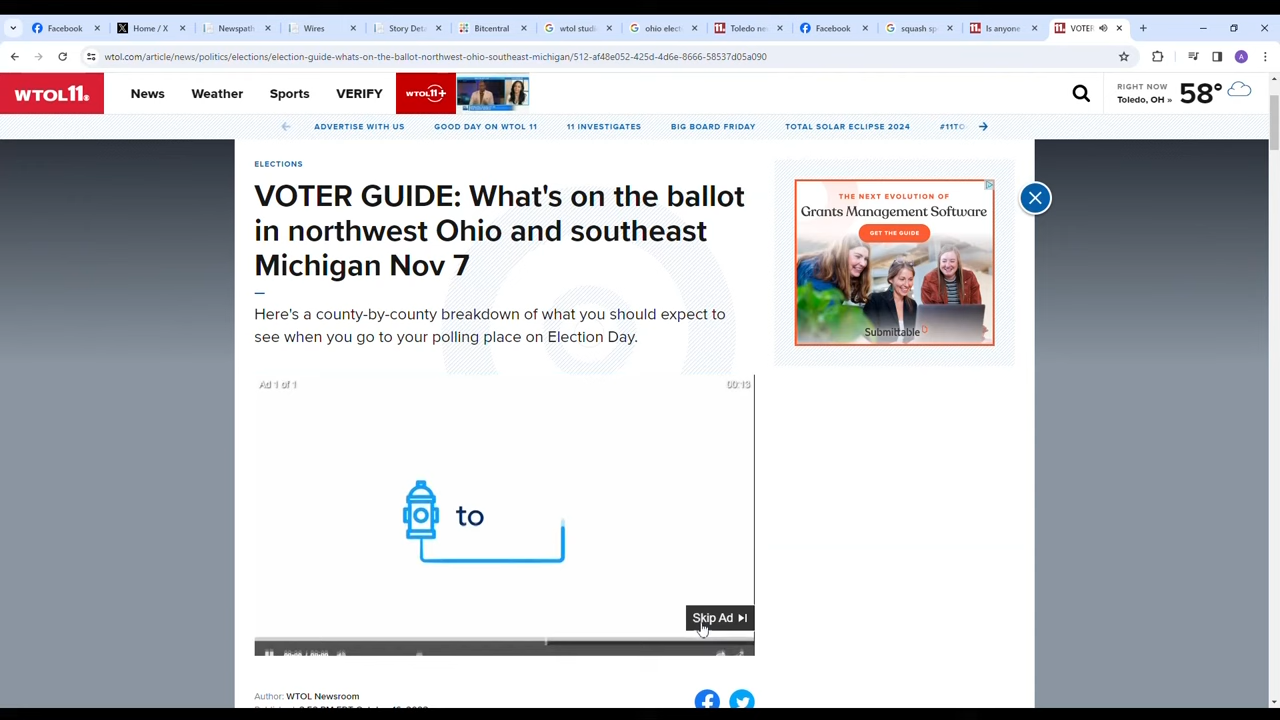 Facebook
Home / X
Newspath
Wires
Story Deta
Bitcentral
wtol studi
ohio elect
Toledo ne
Facebook
squash sp
Is anyone
VOTER
wtol.com/article/news/politics/elections/election-guide-whats-on-the-ballot-northwest-ohio-southeast-michigan/512-af48e052-425d-4d6e-8666-58537d05a090
WTOL11
News
Weather
Sports
VERIFY
WTOL11+
RIGHT NOW
Toledo, OH »
58°
ADVERTISE WITH US
GOOD DAY ON WTOL 11
11 INVESTIGATES
BIG BOARD FRIDAY
TOTAL SOLAR ECLIPSE 2024
#11TO
ELECTIONS
VOTER GUIDE: What's on the ballot
in northwest Ohio and southeast
Michigan Nov 7
Here's a county-by-county breakdown of what you should expect to
see when you go to your polling place on Election Day.
THE NEXT EVOLUTION OF
Grants Management Software
GET THE GUIDE
Submittable
Ad 1 of 1
00:13
to
Skip Ad
Author: WTOL Newsroom